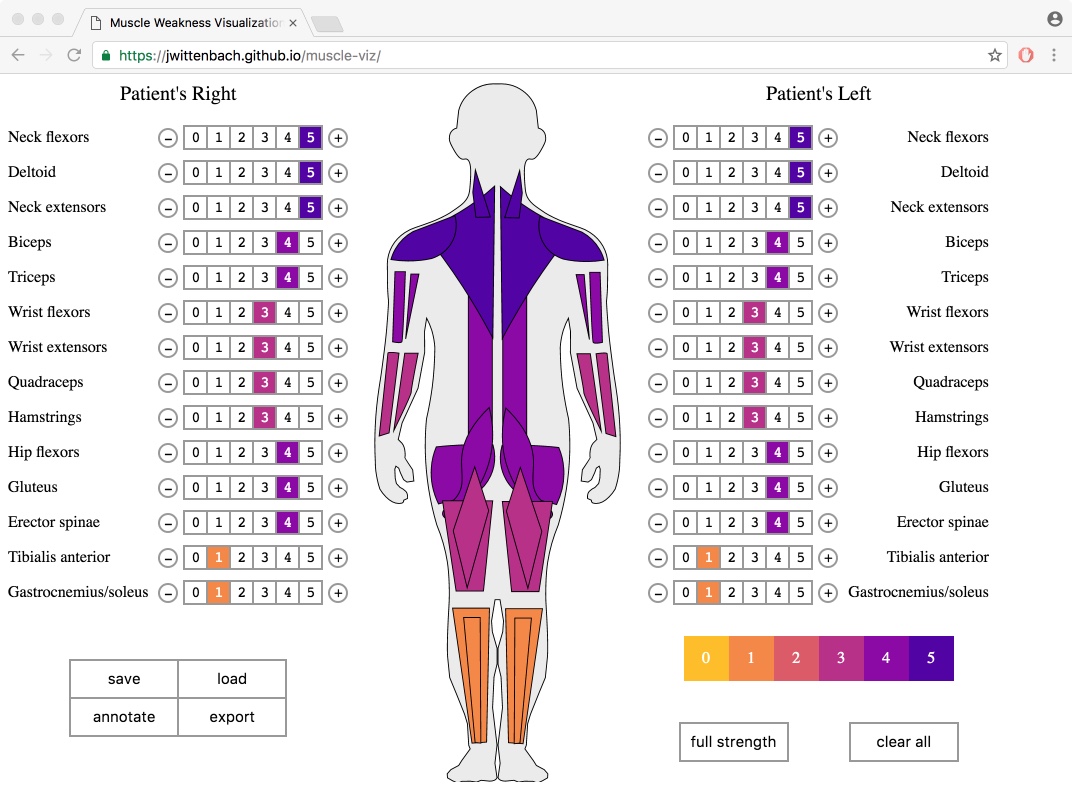 Muscle Weakness Visualization
https://jwittenbach.github.io/muscle-viz/
Patient's Right
Patient's Left
Neck flexors − 0 1 2 3 4 5 + − 0 1 2 3 4 5 + Neck flexors
Deltoid − 0 1 2 3 4 5 + − 0 1 2 3 4 5 + Deltoid
Neck extensors − 0 1 2 3 4 5 + − 0 1 2 3 4 5 + Neck extensors
Biceps − 0 1 2 3 4 5 + − 0 1 2 3 4 5 + Biceps
Triceps − 0 1 2 3 4 5 + − 0 1 2 3 4 5 + Triceps
Wrist flexors − 0 1 2 3 4 5 + − 0 1 2 3 4 5 + Wrist flexors
Wrist extensors − 0 1 2 3 4 5 + − 0 1 2 3 4 5 + Wrist extensors
Quadraceps − 0 1 2 3 4 5 + − 0 1 2 3 4 5 + Quadraceps
Hamstrings − 0 1 2 3 4 5 + − 0 1 2 3 4 5 + Hamstrings
Hip flexors − 0 1 2 3 4 5 + − 0 1 2 3 4 5 + Hip flexors
Gluteus − 0 1 2 3 4 5 + − 0 1 2 3 4 5 + Gluteus
Erector spinae − 0 1 2 3 4 5 + − 0 1 2 3 4 5 + Erector spinae
Tibialis anterior − 0 1 2 3 4 5 + − 0 1 2 3 4 5 + Tibialis anterior
Gastrocnemius/soleus − 0 1 2 3 4 5 + − 0 1 2 3 4 5 + Gastrocnemius/soleus
0 1 2 3 4 5
save load
annotate export
full strength clear all